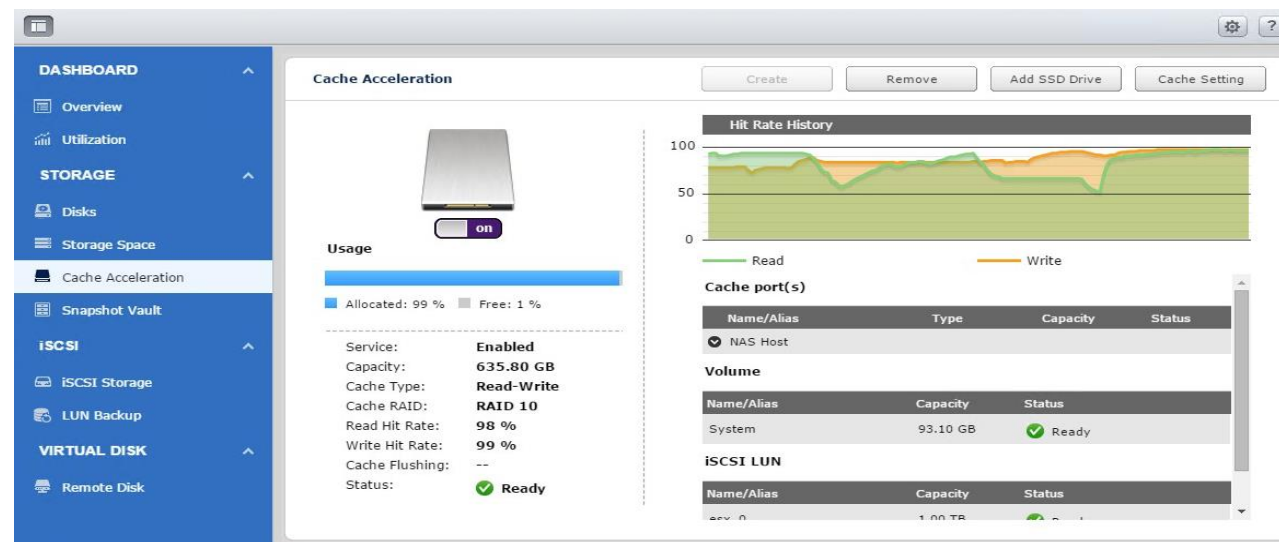 ?
DASHBOARD
Overview
Utilization
STORAGE
Disks
Storage Space
Cache Acceleration
Snapshot Vault
iSCSI
iSCSI Storage
LUN Backup
VIRTUAL DISK
Remote Disk
Cache Acceleration
Create Remove Add SSD Drive Cache Setting
on
Usage
Allocated: 99 % Free: 1 %
Service: Enabled
Capacity: 635.80 GB
Cache Type: Read-Write
Cache RAID: RAID 10
Read Hit Rate: 98 %
Write Hit Rate: 99 %
Cache Flushing: --
Status: Ready
Hit Rate History
100
50
0
Read Write
Cache port(s)
Name/Alias Type Capacity Status
NAS Host
Volume
Name/Alias Capacity Status
System 93.10 GB Ready
iSCSI LUN
Name/Alias Capacity Status
esx_0 1.00 TB